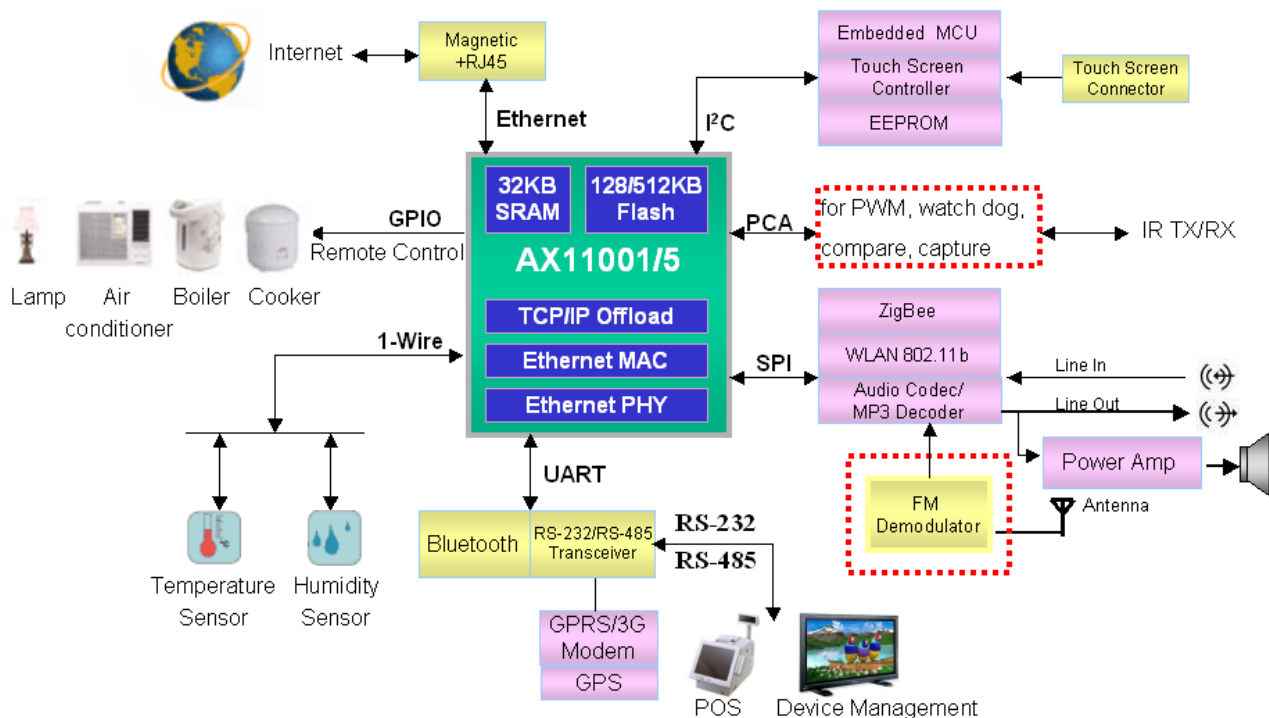 Internet
Magnetic
+RJ45
Ethernet
Embedded MCU
Touch Screen
Controller
EEPROM
Touch Screen
Connector
I²C
32KB
SRAM
128/512KB
Flash
AX11001/5
TCP/IP Offload
Ethernet MAC
Ethernet PHY
GPIO
Remote Control
Lamp
Air
conditioner
Boiler
Cooker
PCA
for PWM, watch dog,
compare, capture
IR TX/RX
1-Wire
Temperature
Sensor
Humidity
Sensor
SPI
ZigBee
WLAN 802.11b
Audio Codec/
MP3 Decoder
Line In
Line Out
Power Amp
FM
Demodulator
Antenna
UART
Bluetooth
RS-232/RS-485
Transceiver
RS-232
RS-485
GPRS/3G
Modem
GPS
POS
Device Management